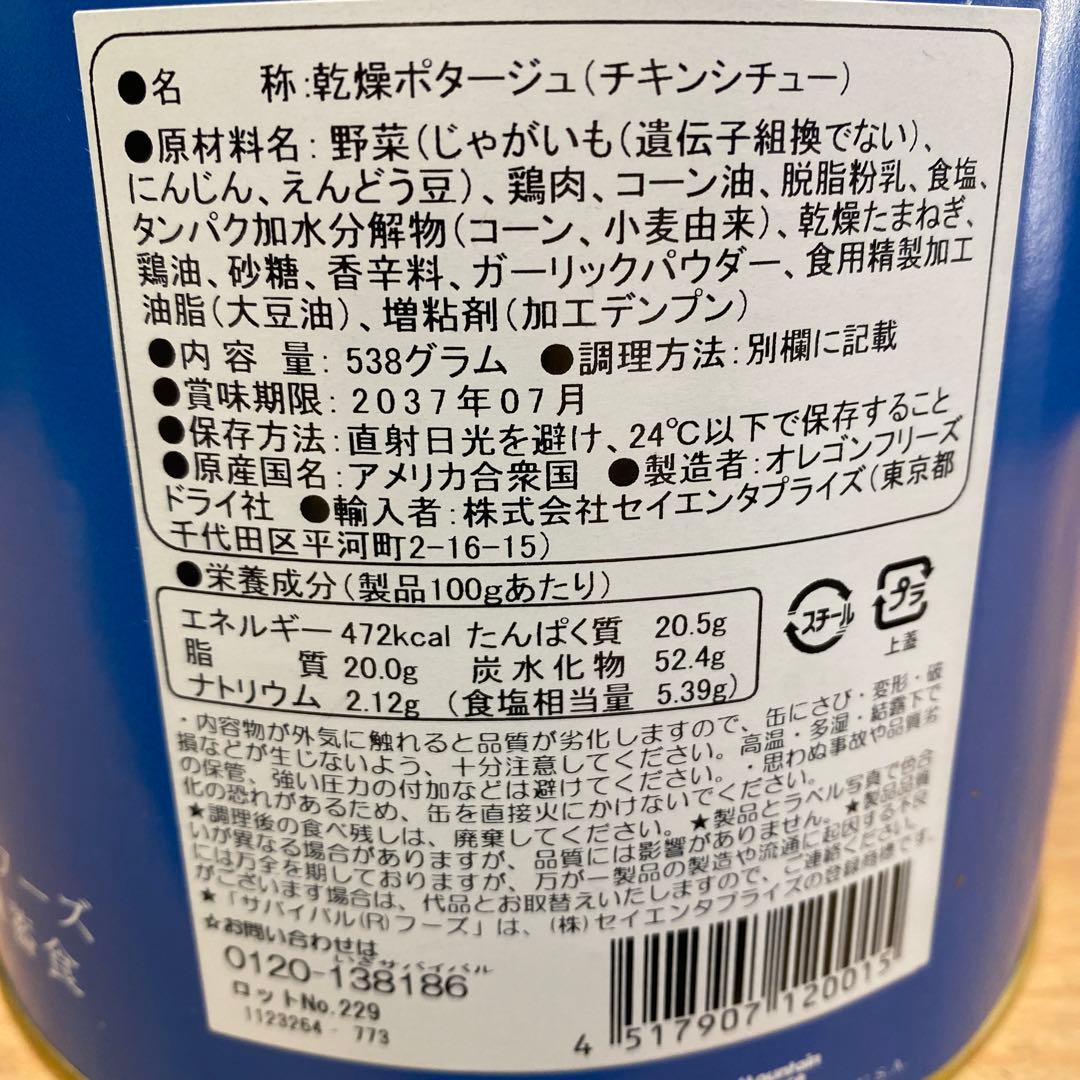 ●名　　称:乾燥ポタージュ(チキンシチュー)
●原材料名:野菜(じゃがいも(遺伝子組換でない)、
にんじん、えんどう豆)、鶏肉、コーン油、脱脂粉乳、食塩、
タンパク加水分解物(コーン、小麦由来)、乾燥たまねぎ、
鶏油、砂糖、香辛料、ガーリックパウダー、食用精製加工
油脂(大豆油)、増粘剤(加工デンプン)
●内容量:538グラム　●調理方法:別欄に記載
●賞味期限:2037年07月
●保存方法:直射日光を避け、24℃以下で保存すること
●原産国名:アメリカ合衆国　●製造者:オレゴンフリーズ
ドライ社　●輸入者:株式会社セイエンタプライズ(東京都
千代田区平河町2-16-15)
●栄養成分(製品100gあたり)
エネルギー 472kcal たんぱく質 20.5g
脂　　質 20.0g 炭水化物 52.4g
ナトリウム 2.12g (食塩相当量 5.39g)
スチール
プラ
上蓋
・内容物が外気に触れると品質が劣化しますので、缶にさび・変形・破
損などが生じないよう、十分注意してください。高温・多湿・結露下で
の保管、強い圧力の付加などは避けてください。・思わぬ事故や品質劣
化の恐れがあるため、缶を直接火にかけないでください。
★調理後の食べ残しは、廃棄してください。★製品とラベル写真で色合
いが異なる場合がありますが、品質には影響がありません。★製品品質
には万全を期しておりますが、万が一製品の製造や流通に起因する不良
がございます場合は、代品とお取替えいたしますので、ご連絡ください。
★「サバイバル(R)フーズ」は、(株)セイエンタプライズの登録商標です。
☆お問い合わせは
いざサバイバル
0120-138186
ロットNo.229
1123264 - 773
4 517907 120015
ーズ
食
Mountain
U.S.A.